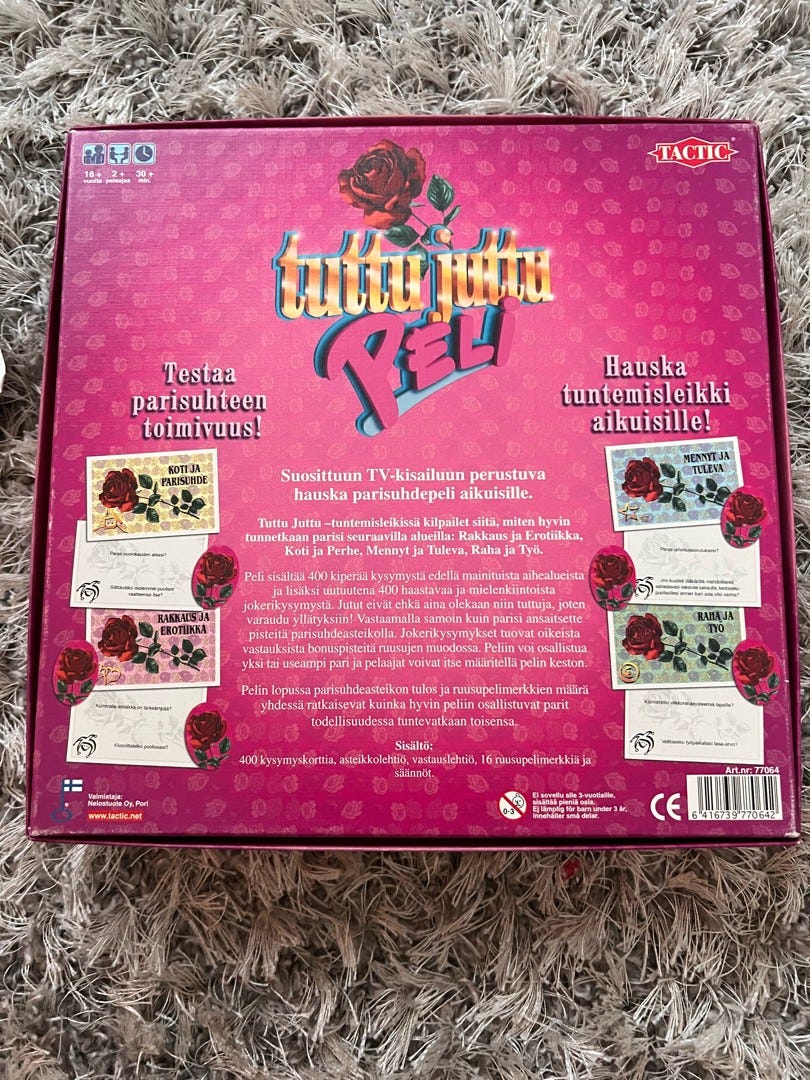 16+ 2+ 30+
vuotta pelaajaa min.
TACTIC
tuttu juttu
PELI
Testaa
parisuhteen
toimivuus!
Hauska
tuntemisleikki
aikuisille!
KOTI JA
PARISUHDE
MENNYT JA
TULEVA
Suosittuun TV-kisailuun perustuva
hauska parisuhdepeli aikuisille.
Tuttu Juttu –tuntemisleikissä kilpailet siitä, miten hyvin
tunnetkaan parisi seuraavilla alueilla: Rakkaus ja Erotiikka,
Koti ja Perhe, Mennyt ja Tuleva, Raha ja Työ.
Peli sisältää 400 kiperää kysymystä edellä mainituista aihealueista
ja lisäksi uutuutena 400 haastavaa ja mielenkiintoista
jokerikysymystä. Jutut eivät ehkä aina olekaan niin tuttuja, joten
varaudu yllätyksiin! Vastaamalla samoin kuin parisi ansaitsette
pisteitä parisuhdeasteikolla. Jokerikysymykset tuovat oikeista
vastauksista bonuspisteitä ruusujen muodossa. Peliin voi osallistua
yksi tai useampi pari ja pelaajat voivat itse määritellä pelin keston.
Pelin lopussa parisuhdeasteikon tulos ja ruusupelimerkkien määrä
yhdessä ratkaisevat kuinka hyvin peliin osallistuvat parit
todellisuudessa tuntevatkaan toisensa.
Sisältö:
400 kysymyskorttia, asteikkolehtiö, vastauslehtiö, 16 ruusupelimerkkiä ja
säännöt.
RAKKAUS JA
EROTIIKKA
RAHA JA
TYÖ
Valmistaja:
Nelostuote Oy, Pori
www.tactic.net
0-3
Ei sovellu alle 3-vuotiaille,
sisältää pieniä osia.
Ej lämplig för barn under 3 år,
innehåller små delar.
CE
Art.nr: 77064
6 416739 770642